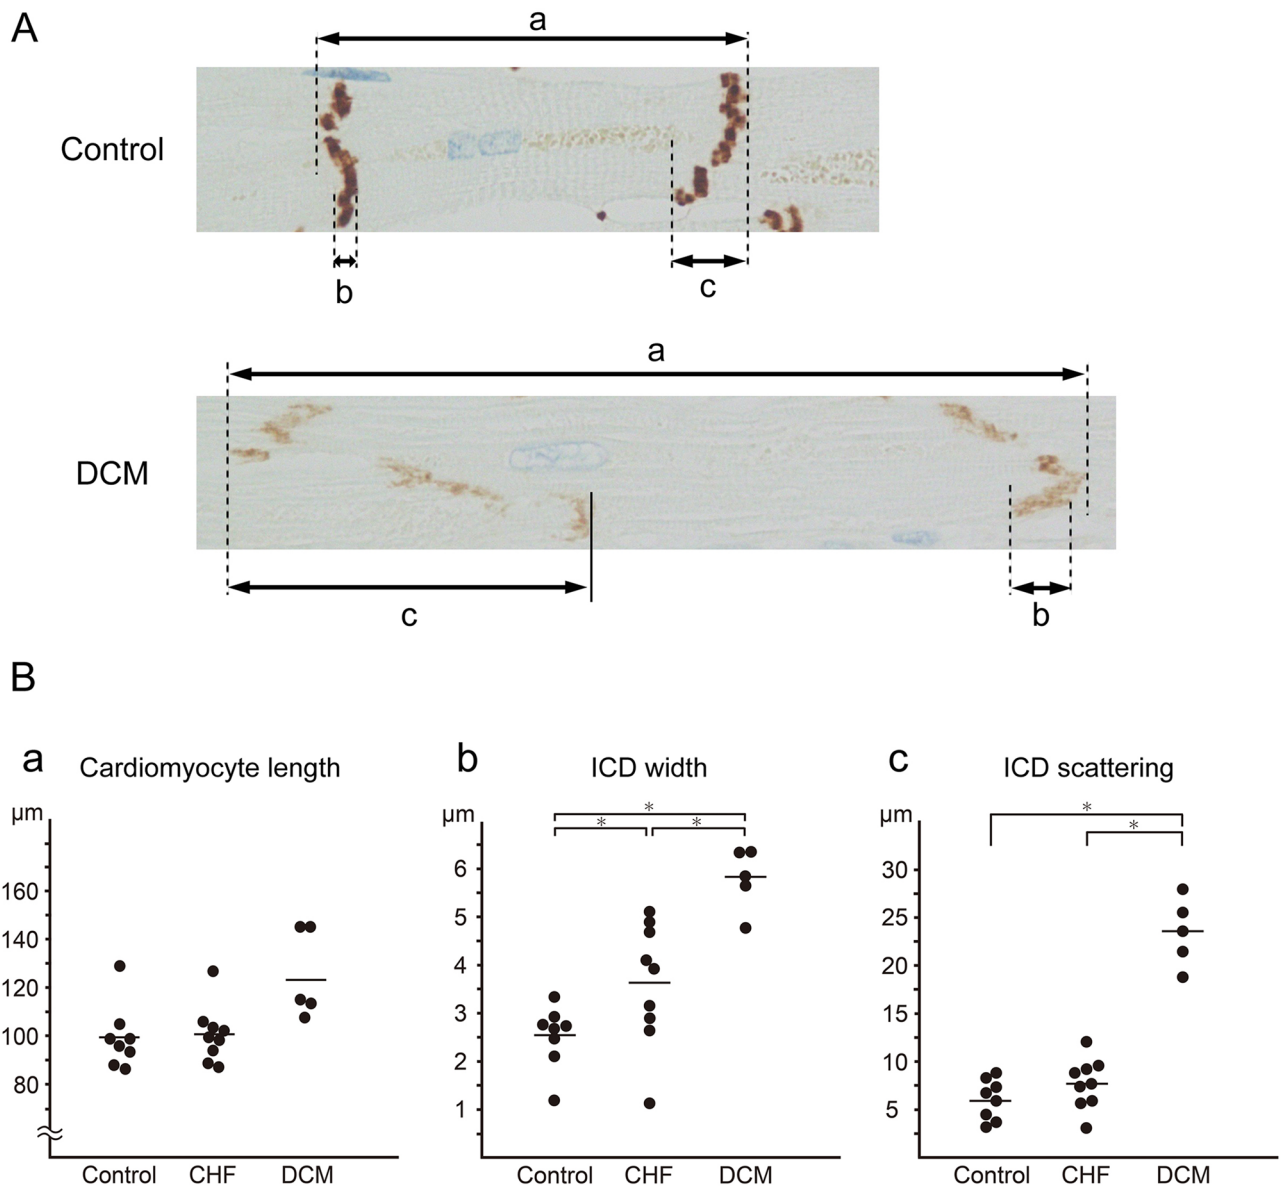 A
a
Control
b
c
a
DCM
c
b
B
a Cardiomyocyte length
µm
160
140
120
100
80
Control CHF DCM
b ICD width
µm
*
* *
6
5
4
3
2
1
Control CHF DCM
c ICD scattering
µm
*
*
30
25
20
15
10
5
Control CHF DCM